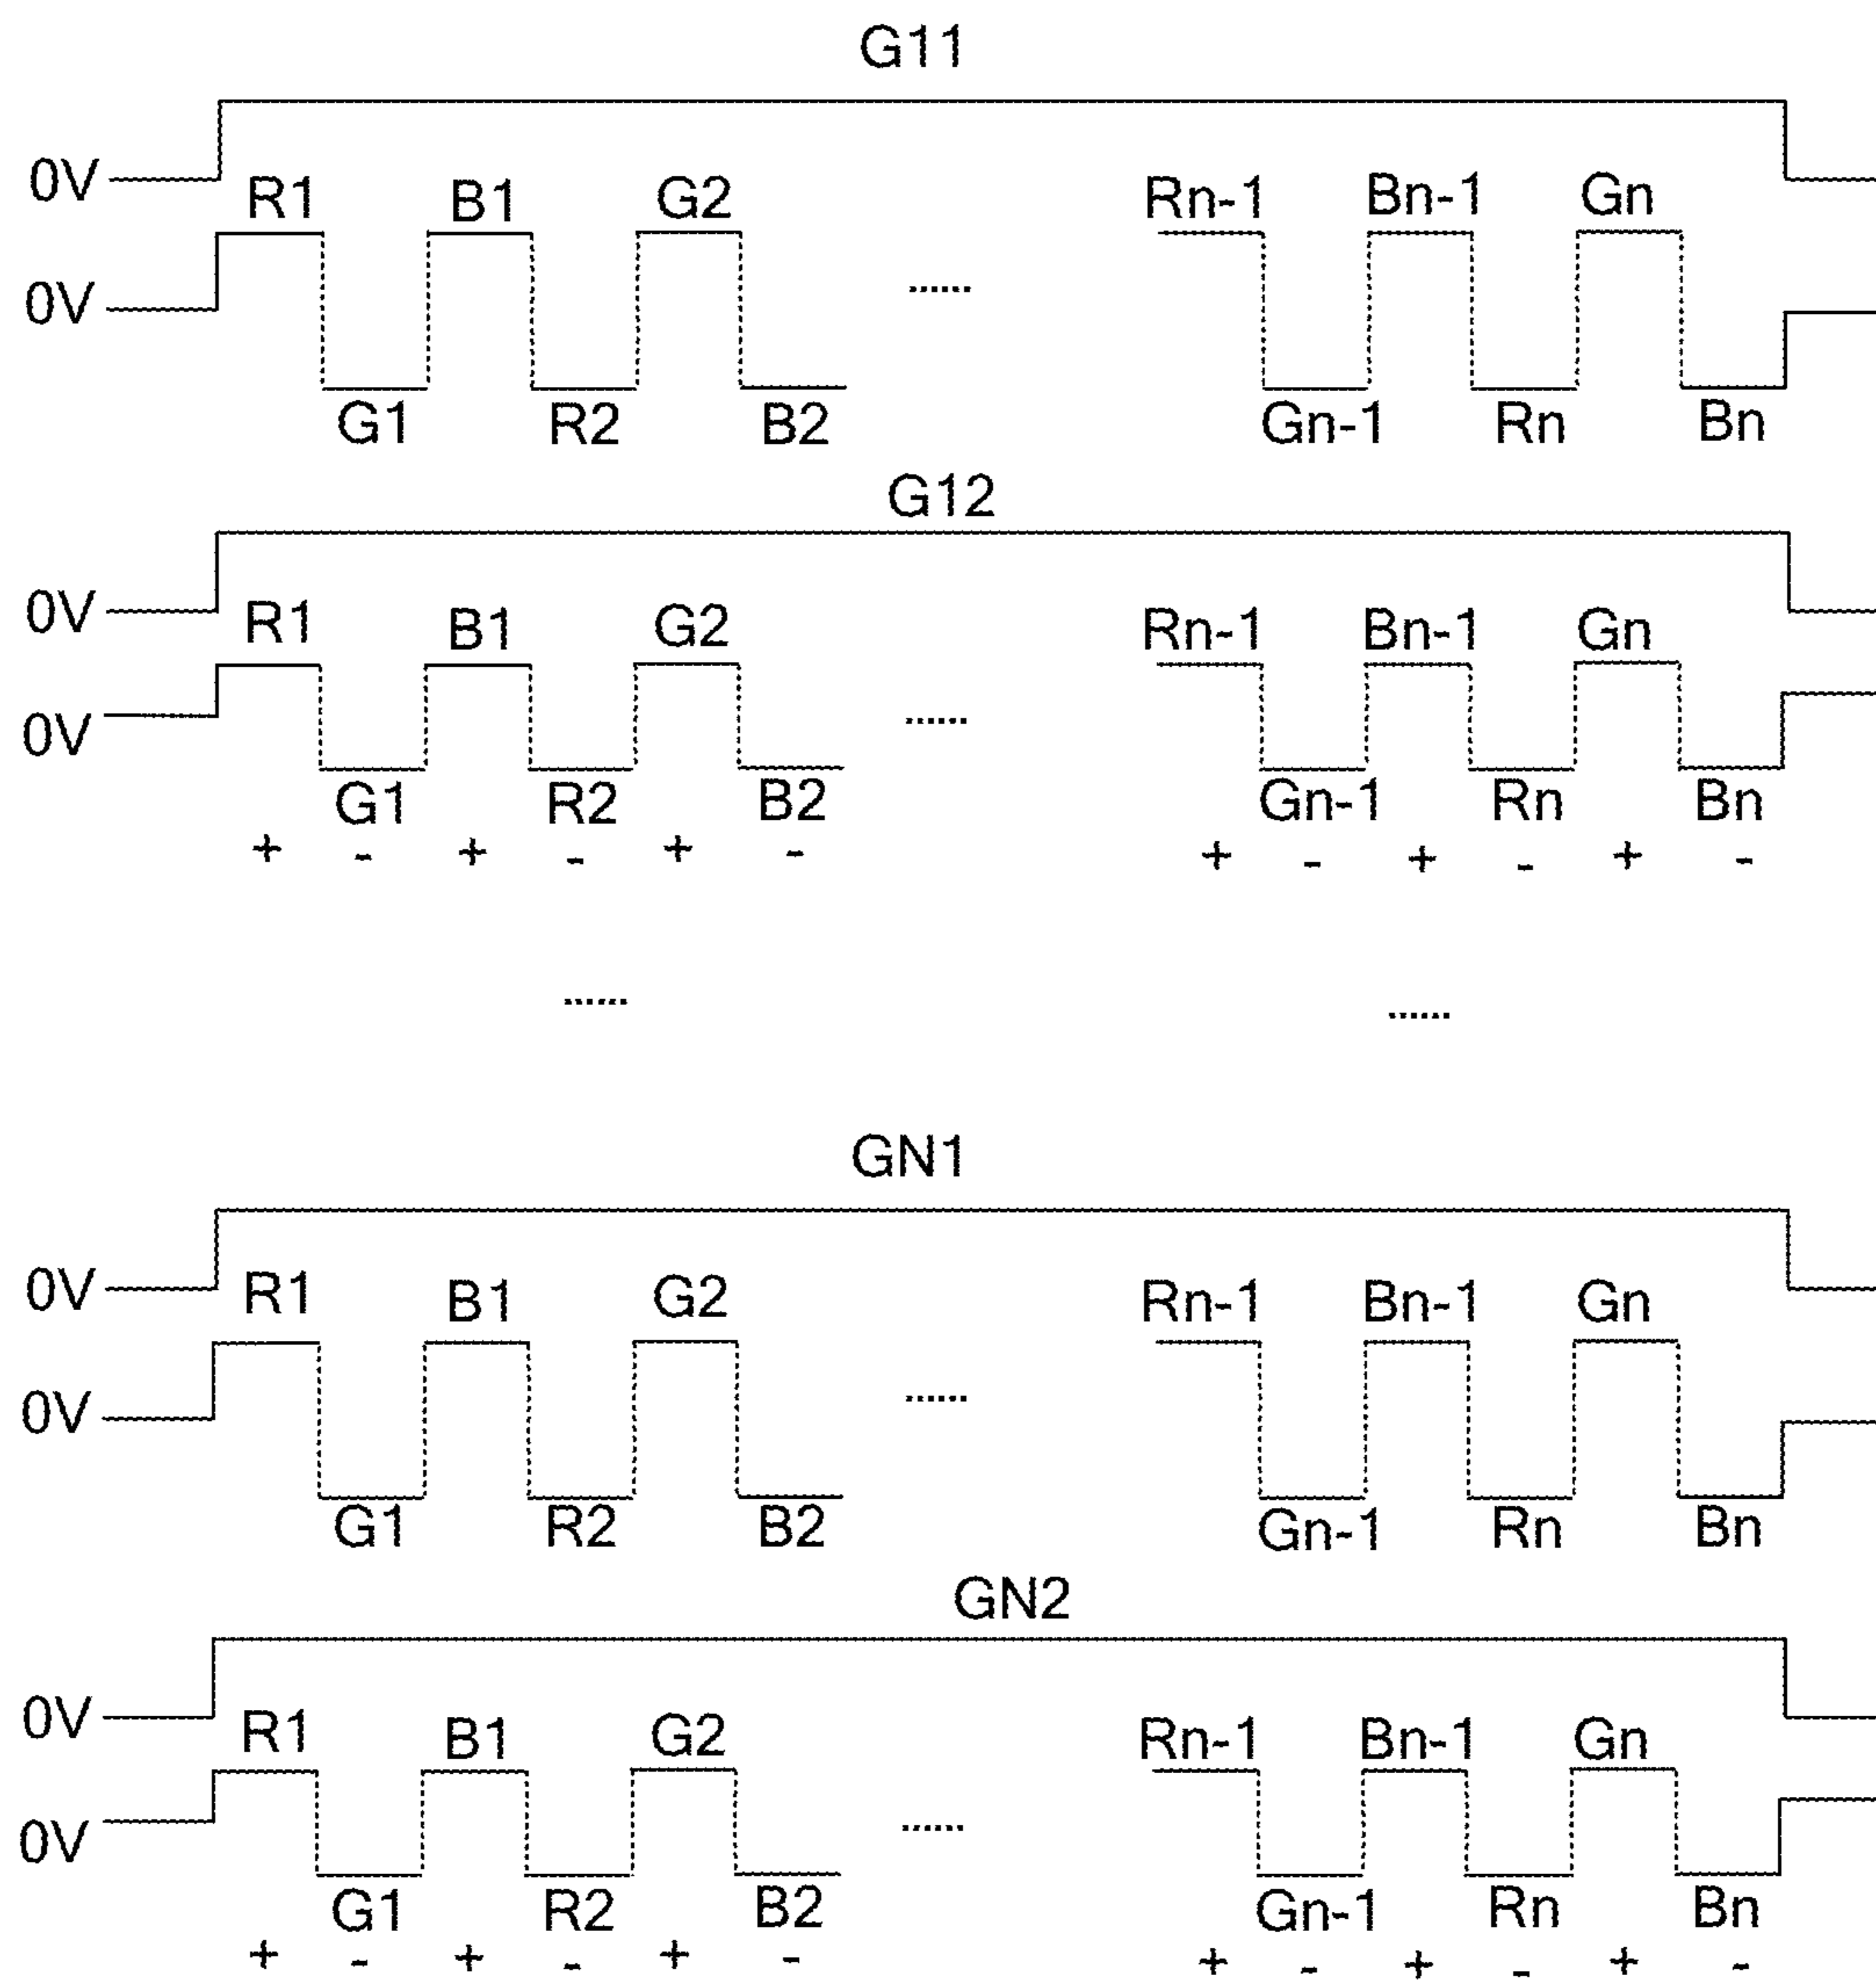 G11
0V
R1 B1 G2 Rn-1 Bn-1 Gn
0V
......
G1 R2 B2 Gn-1 Rn Bn
G12
0V
R1 B1 G2 Rn-1 Bn-1 Gn
0V
......
G1 R2 B2 Gn-1 Rn Bn
+ - + - + - + - + - + -
...... ......
GN1
0V
R1 B1 G2 Rn-1 Bn-1 Gn
0V
......
G1 R2 B2 Gn-1 Rn Bn
GN2
0V
R1 B1 G2 Rn-1 Bn-1 Gn
0V
......
G1 R2 B2 Gn-1 Rn Bn
+ - + - + - + - + - + -